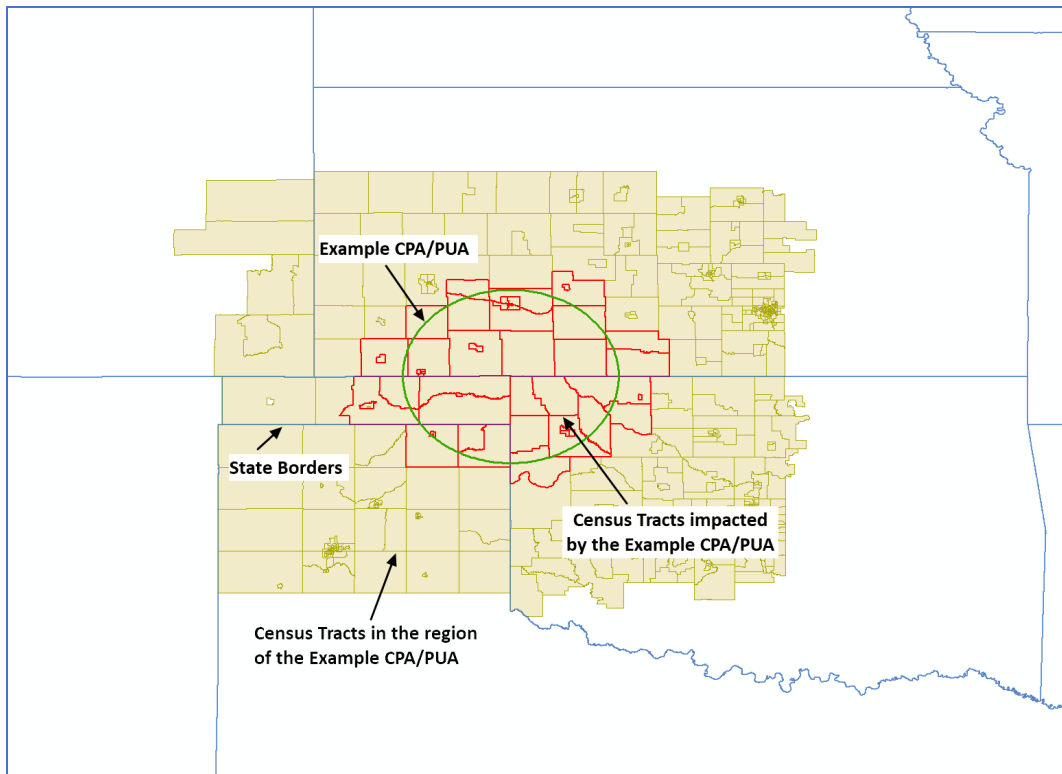 Example CPA/PUA
State Borders
Census Tracts impacted
by the Example CPA/PUA
Census Tracts in the region
of the Example CPA/PUA